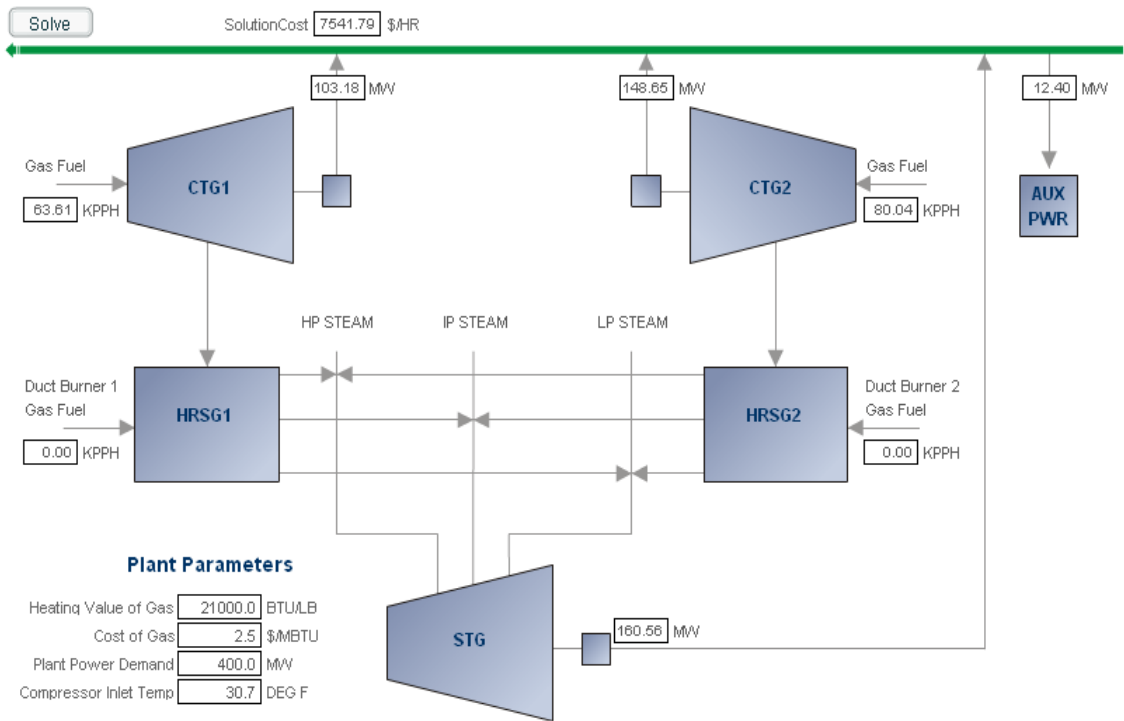 Solve
SolutionCost 7541.79 $/HR
103.18 MW
148.65 MW
12.40 MW
Gas Fuel
63.61 KPPH
CTG1
CTG2
Gas Fuel
80.04 KPPH
AUX
PWR
HP STEAM
IP STEAM
LP STEAM
Duct Burner 1
Gas Fuel
0.00 KPPH
HRSG1
HRSG2
Duct Burner 2
Gas Fuel
0.00 KPPH
Plant Parameters
Heating Value of Gas 21000.0 BTU/LB
Cost of Gas 2.5 $/MBTU
Plant Power Demand 400.0 MW
Compressor Inlet Temp 30.7 DEG F
STG
160.56 MW